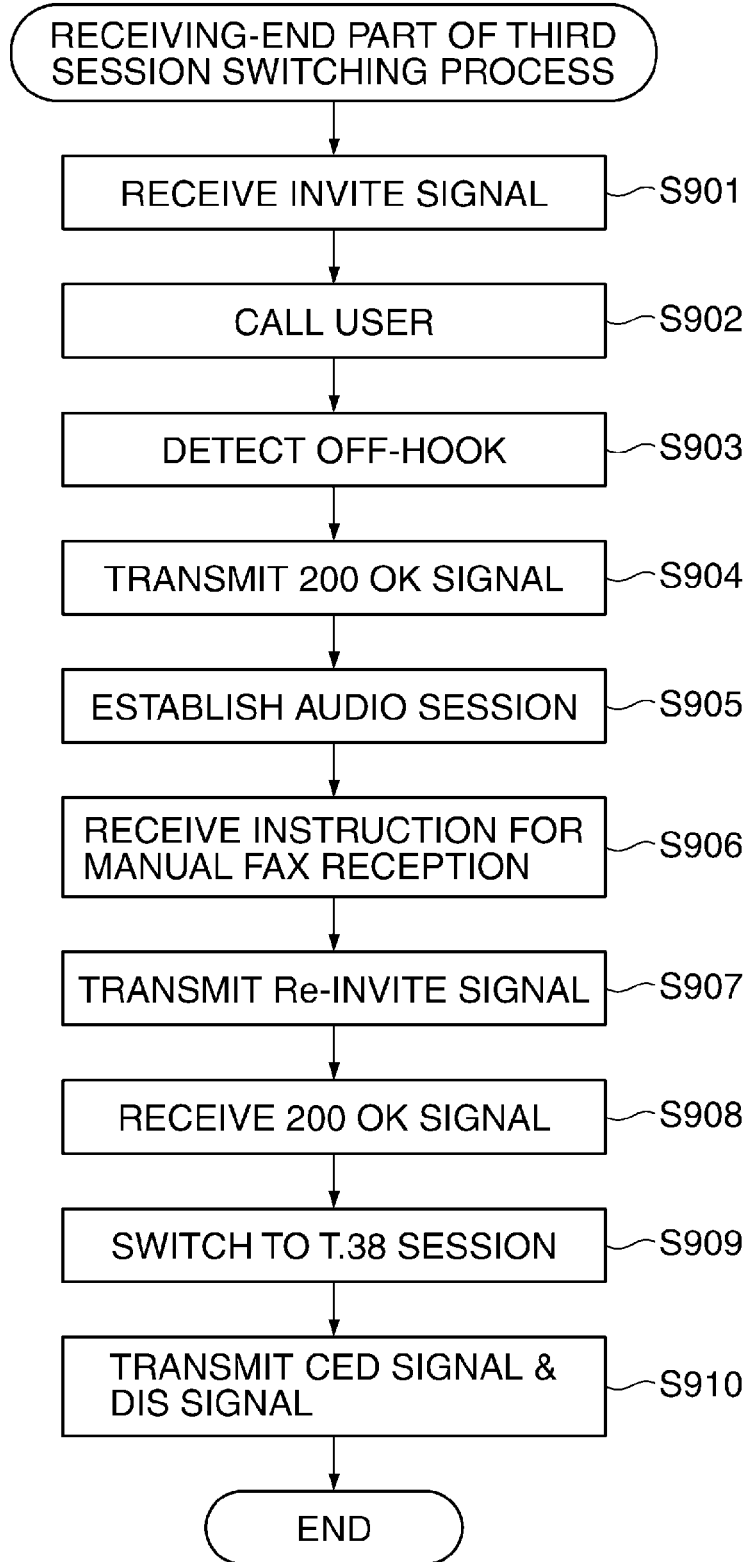 RECEIVING-END PART OF THIRD
SESSION SWITCHING PROCESS
RECEIVE INVITE SIGNAL
S901
CALL USER
S902
DETECT OFF-HOOK
S903
TRANSMIT 200 OK SIGNAL
S904
ESTABLISH AUDIO SESSION
S905
RECEIVE INSTRUCTION FOR
MANUAL FAX RECEPTION
S906
TRANSMIT Re-INVITE SIGNAL
S907
RECEIVE 200 OK SIGNAL
S908
SWITCH TO T.38 SESSION
S909
TRANSMIT CED SIGNAL &
DIS SIGNAL
S910
END